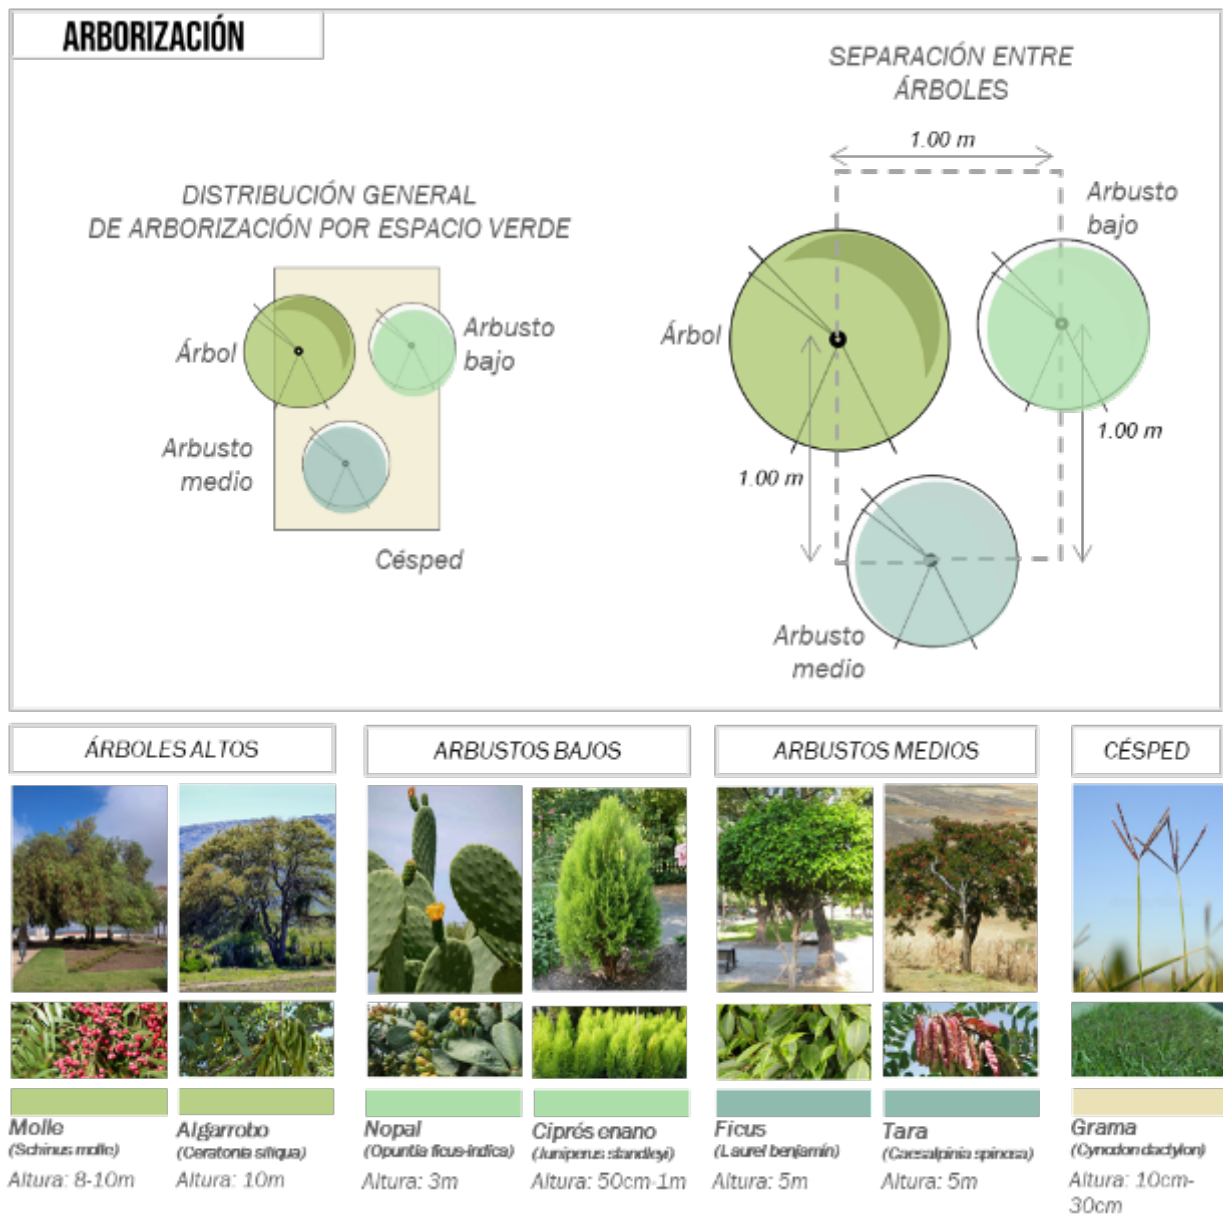 ARBORIZACIÓN
SEPARACIÓN ENTRE
ÁRBOLES
1.00 m
DISTRIBUCIÓN GENERAL
DE ARBORIZACIÓN POR ESPACIO VERDE
Arbusto
bajo
Árbol
Arbusto
bajo
Árbol
1.00 m
Arbusto
medio
1.00 m
Césped
Arbusto
medio
ÁRBOLES ALTOS
ARBUSTOS BAJOS
ARBUSTOS MEDIOS
CÉSPED
Molle
(Schinus molle)
Altura: 8-10m
Algarrobo
(Ceratonia siliqua)
Altura: 10m
Nopal
(Opuntia ficus-indica)
Altura: 3m
Ciprés enano
(Juniperus standleyi)
Altura: 50cm-1m
Ficus
(Laurel benjamín)
Altura: 5m
Tara
(Caesalpinia spinosa)
Altura: 5m
Grama
(Cynodon dactylon)
Altura: 10cm-
30cm